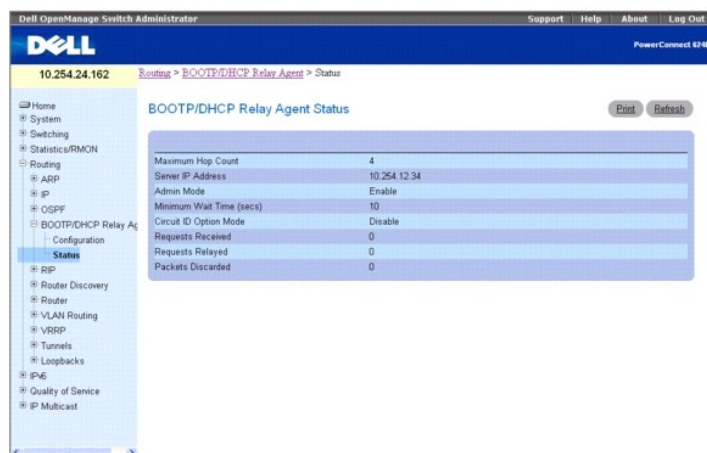 Dell OpenManage Switch Administrator
Support Help About Log Out
DELL
PowerConnect 6248
10.254.24.162
Routing > BOOTP/DHCP Relay Agent > Status
Home
System
Switching
Statistics/RMON
Routing
ARP
IP
OSPF
BOOTP/DHCP Relay Ag
Configuration
Status
RIP
Router Discovery
Router
VLAN Routing
VRRP
Tunnels
Loopbacks
IPv6
Quality of Service
IP Multicast
BOOTP/DHCP Relay Agent Status
Print Refresh
Maximum Hop Count 4
Server IP Address 10.254.12.34
Admin Mode Enable
Minimum Wait Time (secs) 10
Circuit ID Option Mode Disable
Requests Received 0
Requests Relayed 0
Packets Discarded 0